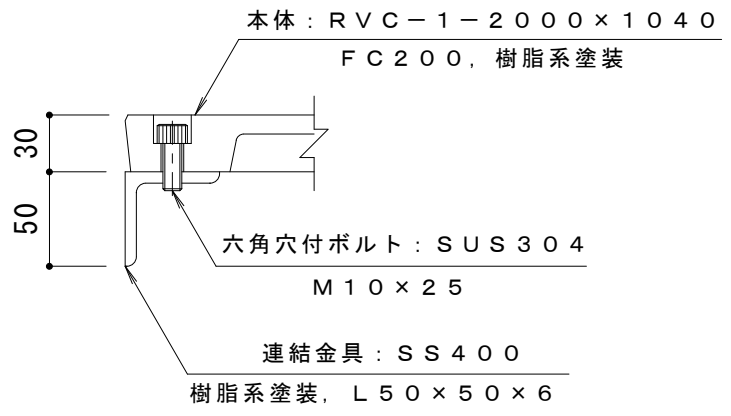 本体：ＲＶＣ－１－２０００×１０４０
ＦＣ２００，樹脂系塗装
30
50
六角穴付ボルト：ＳＵＳ３０４
Ｍ１０×２５
連結金具：ＳＳ４００
樹脂系塗装，Ｌ５０×５０×６